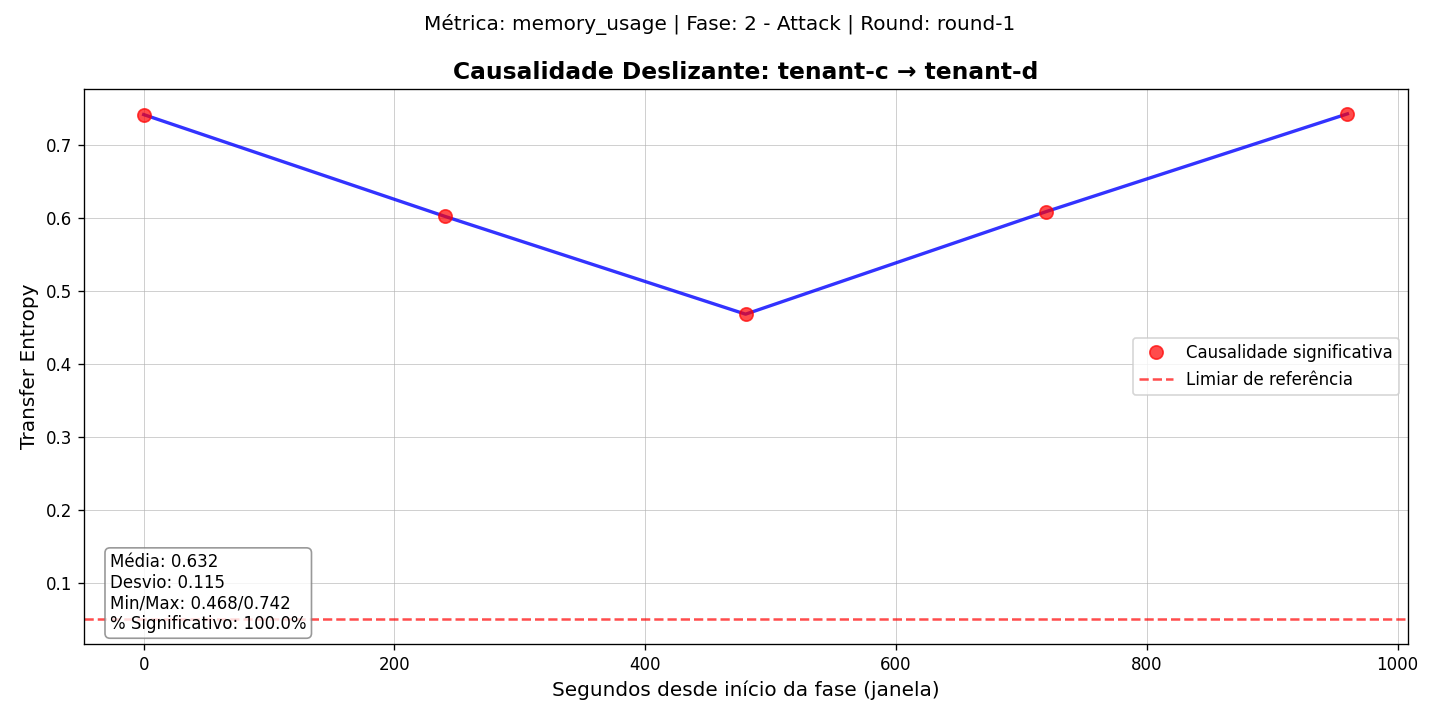 Métrica: memory_usage | Fase: 2 - Attack | Round: round-1
Causalidade Deslizante: tenant-c → tenant-d
Transfer Entropy
0.7
0.6
0.5
0.4
0.3
0.2
0.1
Causalidade significativa
Limiar de referência
Média: 0.632
Desvio: 0.115
Min/Max: 0.468/0.742
% Significativo: 100.0%
0
200
400
600
800
1000
Segundos desde início da fase (janela)